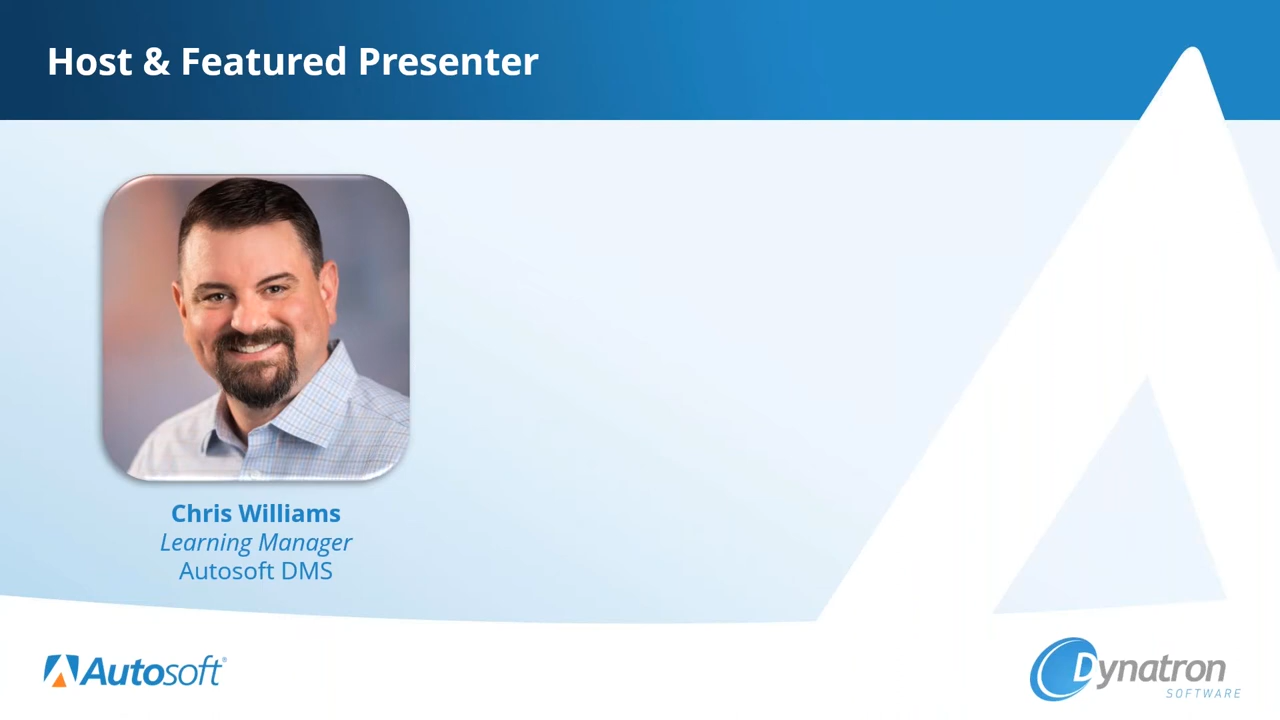 Host & Featured Presenter
Chris Williams
Learning Manager
Autosoft DMS
Autosoft®
Dynatron
SOFTWARE